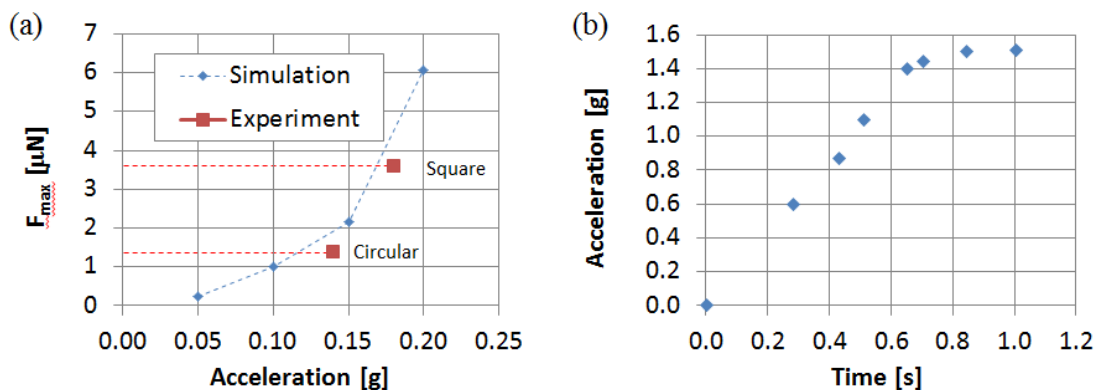 (a)
7
6
5
4
3
2
1
0
F_max [µN]
Simulation
Experiment
Square
Circular
0.00 0.05 0.10 0.15 0.20 0.25
Acceleration [g]
(b)
1.6
1.4
1.2
1.0
0.8
0.6
0.4
0.2
0.0
Acceleration [g]
0.0 0.2 0.4 0.6 0.8 1.0 1.2
Time [s]